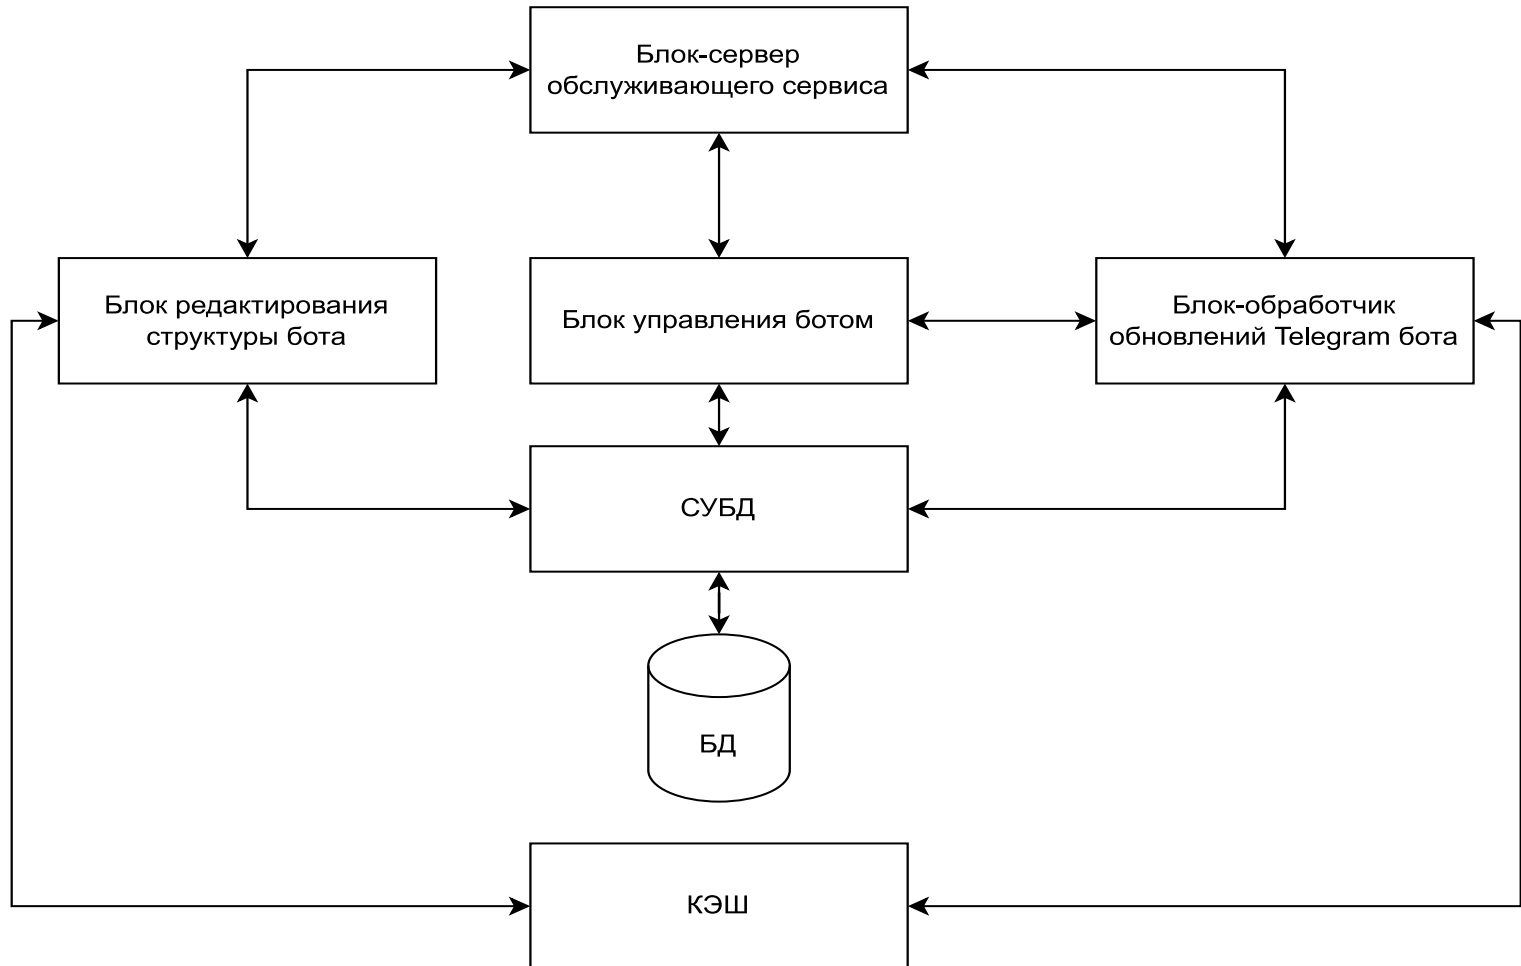 Блок-сервер
обслуживающего сервиса
Блок редактирования
структуры бота
Блок управления ботом
Блок-обработчик
обновлений Telegram бота
СУБД
БД
КЭШ